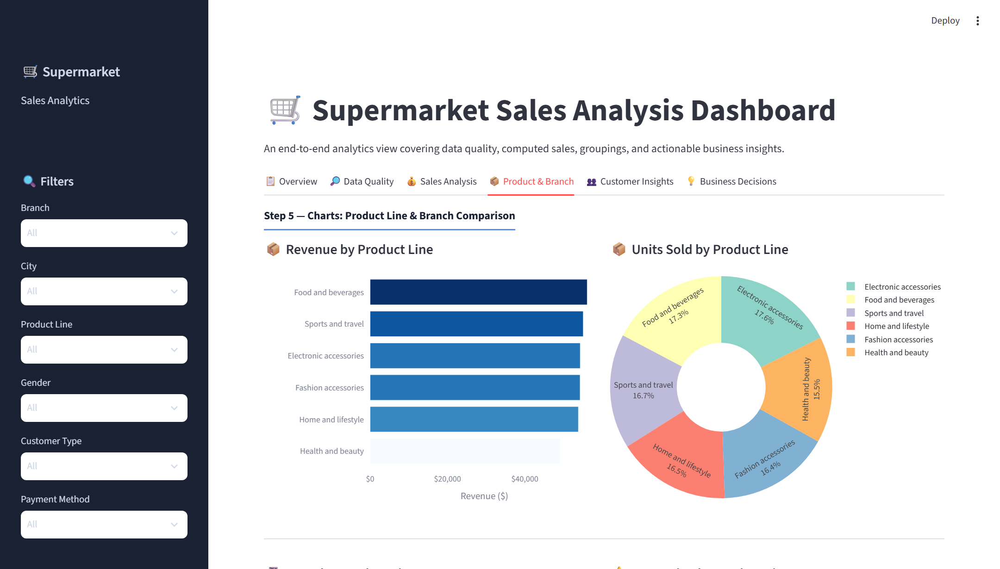 Deploy
Supermarket
Sales Analytics
Filters
Branch
All
City
All
Product Line
All
Gender
All
Customer Type
All
Payment Method
All
Supermarket Sales Analysis Dashboard
An end-to-end analytics view covering data quality, computed sales, groupings, and actionable business insights.
Overview Data Quality Sales Analysis Product & Branch Customer Insights Business Decisions
Step 5 — Charts: Product Line & Branch Comparison
Revenue by Product Line
Food and beverages
Sports and travel
Electronic accessories
Fashion accessories
Home and lifestyle
Health and beauty
$0 $20,000 $40,000
Revenue ($)
Units Sold by Product Line
Electronic accessories
17.6%
Health and beauty
15.5%
Fashion accessories
16.4%
Home and lifestyle
16.5%
Sports and travel
16.7%
Food and beverages
17.3%
Electronic accessories
Food and beverages
Sports and travel
Home and lifestyle
Fashion accessories
Health and beauty